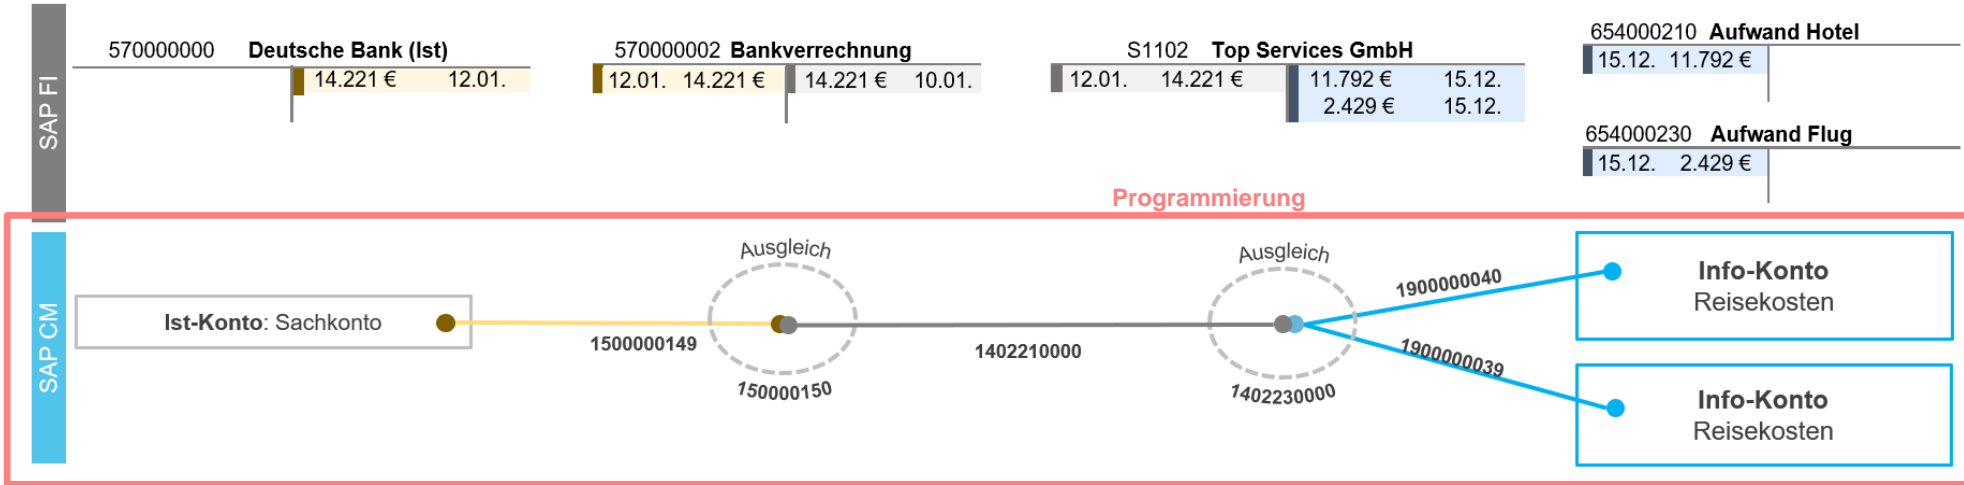 SAP FI
570000000 Deutsche Bank (Ist)
14.221 € 12.01.
570000002 Bankverrechnung
12.01. 14.221 € 14.221 € 10.01.
S1102 Top Services GmbH
12.01. 14.221 € 11.792 € 15.12.
2.429 € 15.12.
654000210 Aufwand Hotel
15.12. 11.792 €
654000230 Aufwand Flug
15.12. 2.429 €
Programmierung
SAP CM
Ist-Konto: Sachkonto
1500000149
Ausgleich
150000150
1402210000
Ausgleich
1402230000
1900000040
1900000039
Info-Konto
Reisekosten
Info-Konto
Reisekosten